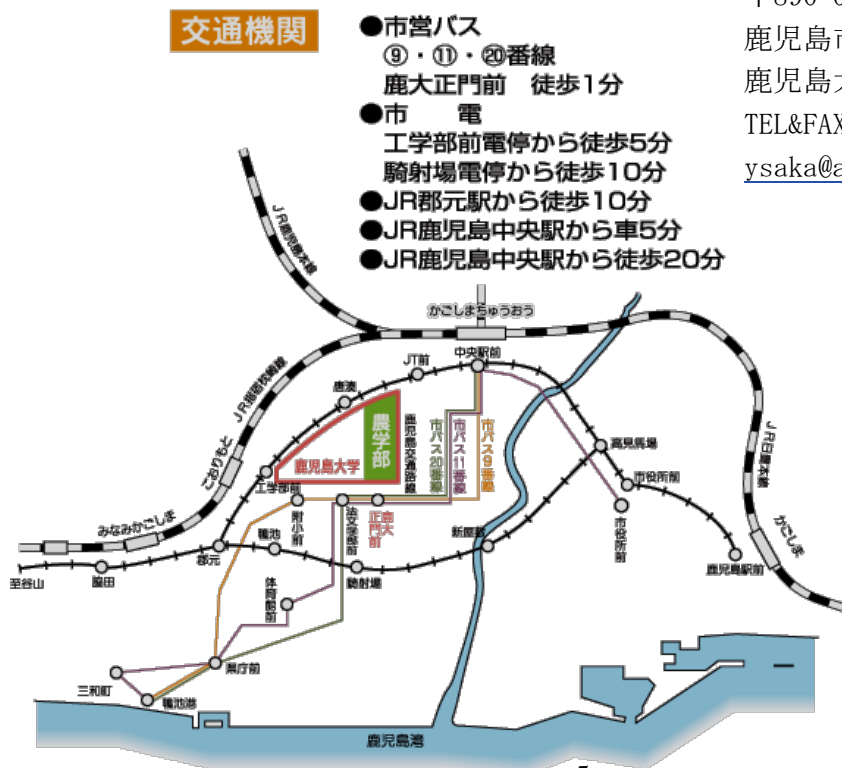 交通機関
●市営バス
⑨・⑪・⑳番線
鹿大正門前　徒歩1分
●市　　電
工学部前電停から徒歩5分
騎射場電停から徒歩10分
●JR郡元駅から徒歩10分
●JR鹿児島中央駅から車5分
●JR鹿児島中央駅から徒歩20分
鹿児島
鹿児島
TEL&FAX
ysaka@a
JR鹿児島本線
かごしまちゅうおう
中央駅前
JT前
唐湊
JR指宿枕崎線
農学部
鹿児島大学
鹿児島交通路線
市バス20番線
市バス11番線
市バス9番線
高見馬場
JR日豊本線
こおりもと
工学部前
市役所前
みなみかごしま
附小前
法文学部前
鹿大正門前
市役所前
かごしま
郡元
鴨池
新屋敷
鹿児島駅前
至谷山
脇田
騎射場
体育館前
県庁前
三和町
鴨池港
鹿児島湾